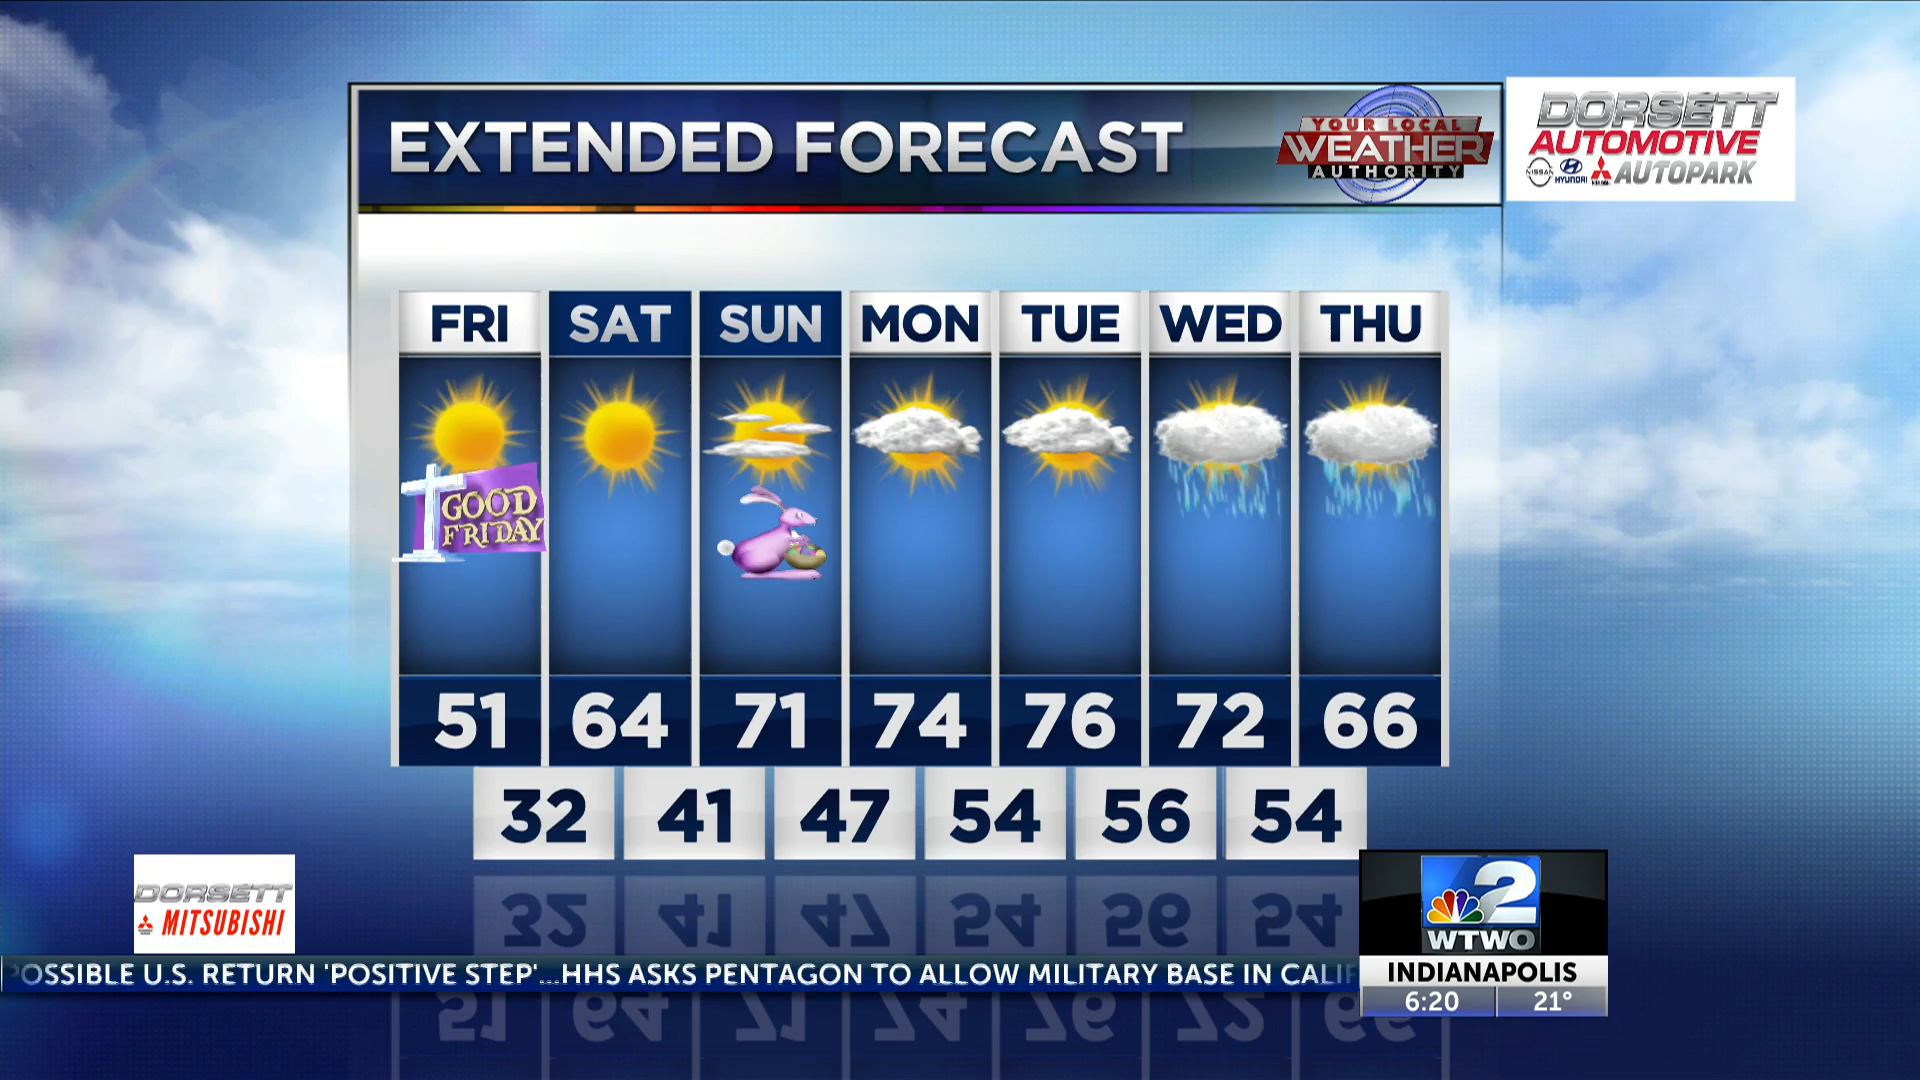 EXTENDED FORECAST
YOUR LOCAL
WEATHER
AUTHORITY
DORSETT
AUTOMOTIVE
NISSAN HYUNDAI AUTOPARK
FRI SAT SUN MON TUE WED THU
GOOD
FRIDAY
51 64 71 74 76 72 66
32 41 47 54 56 54
DORSETT
MITSUBISHI
2
WTWO
OSSIBLE U.S. RETURN 'POSITIVE STEP'...HHS ASKS PENTAGON TO ALLOW MILITARY BASE IN CALIF
INDIANAPOLIS
6:20 21°